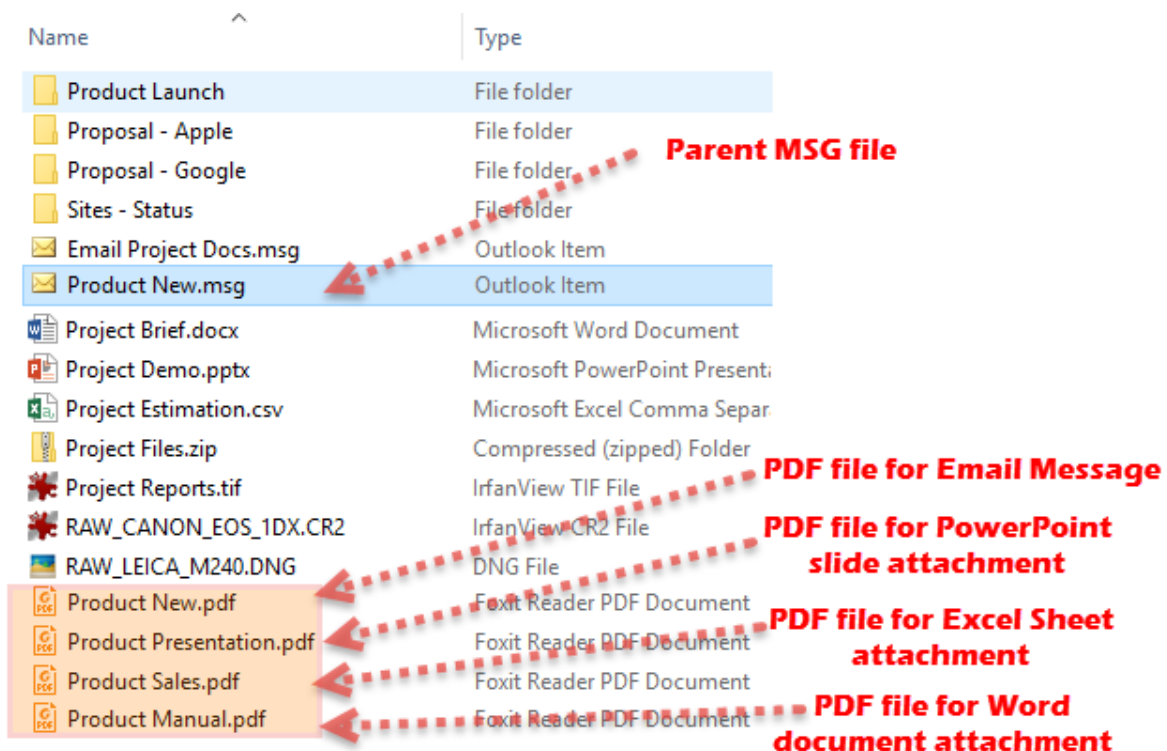 Name Type
Product Launch File folder
Proposal - Apple File folder
Parent MSG file
Proposal - Google File folder
Sites - Status File folder
Email Project Docs.msg Outlook Item
Product New.msg Outlook Item
Project Brief.docx Microsoft Word Document
Project Demo.pptx Microsoft PowerPoint Presenta
Project Estimation.csv Microsoft Excel Comma Separ
Project Files.zip Compressed (zipped) Folder
PDF file for Email Message
Project Reports.tif IrfanView TIF File
RAW_CANON_EOS_1DX.CR2 IrfanView CR2 File
PDF file for PowerPoint
slide attachment
RAW_LEICA_M240.DNG DNG File
Product New.pdf Foxit Reader PDF Document
PDF file for Excel Sheet
attachment
Product Presentation.pdf Foxit Reader PDF Document
Product Sales.pdf Foxit Reader PDF Document
PDF file for Word
document attachment
Product Manual.pdf Foxit Reader PDF Document